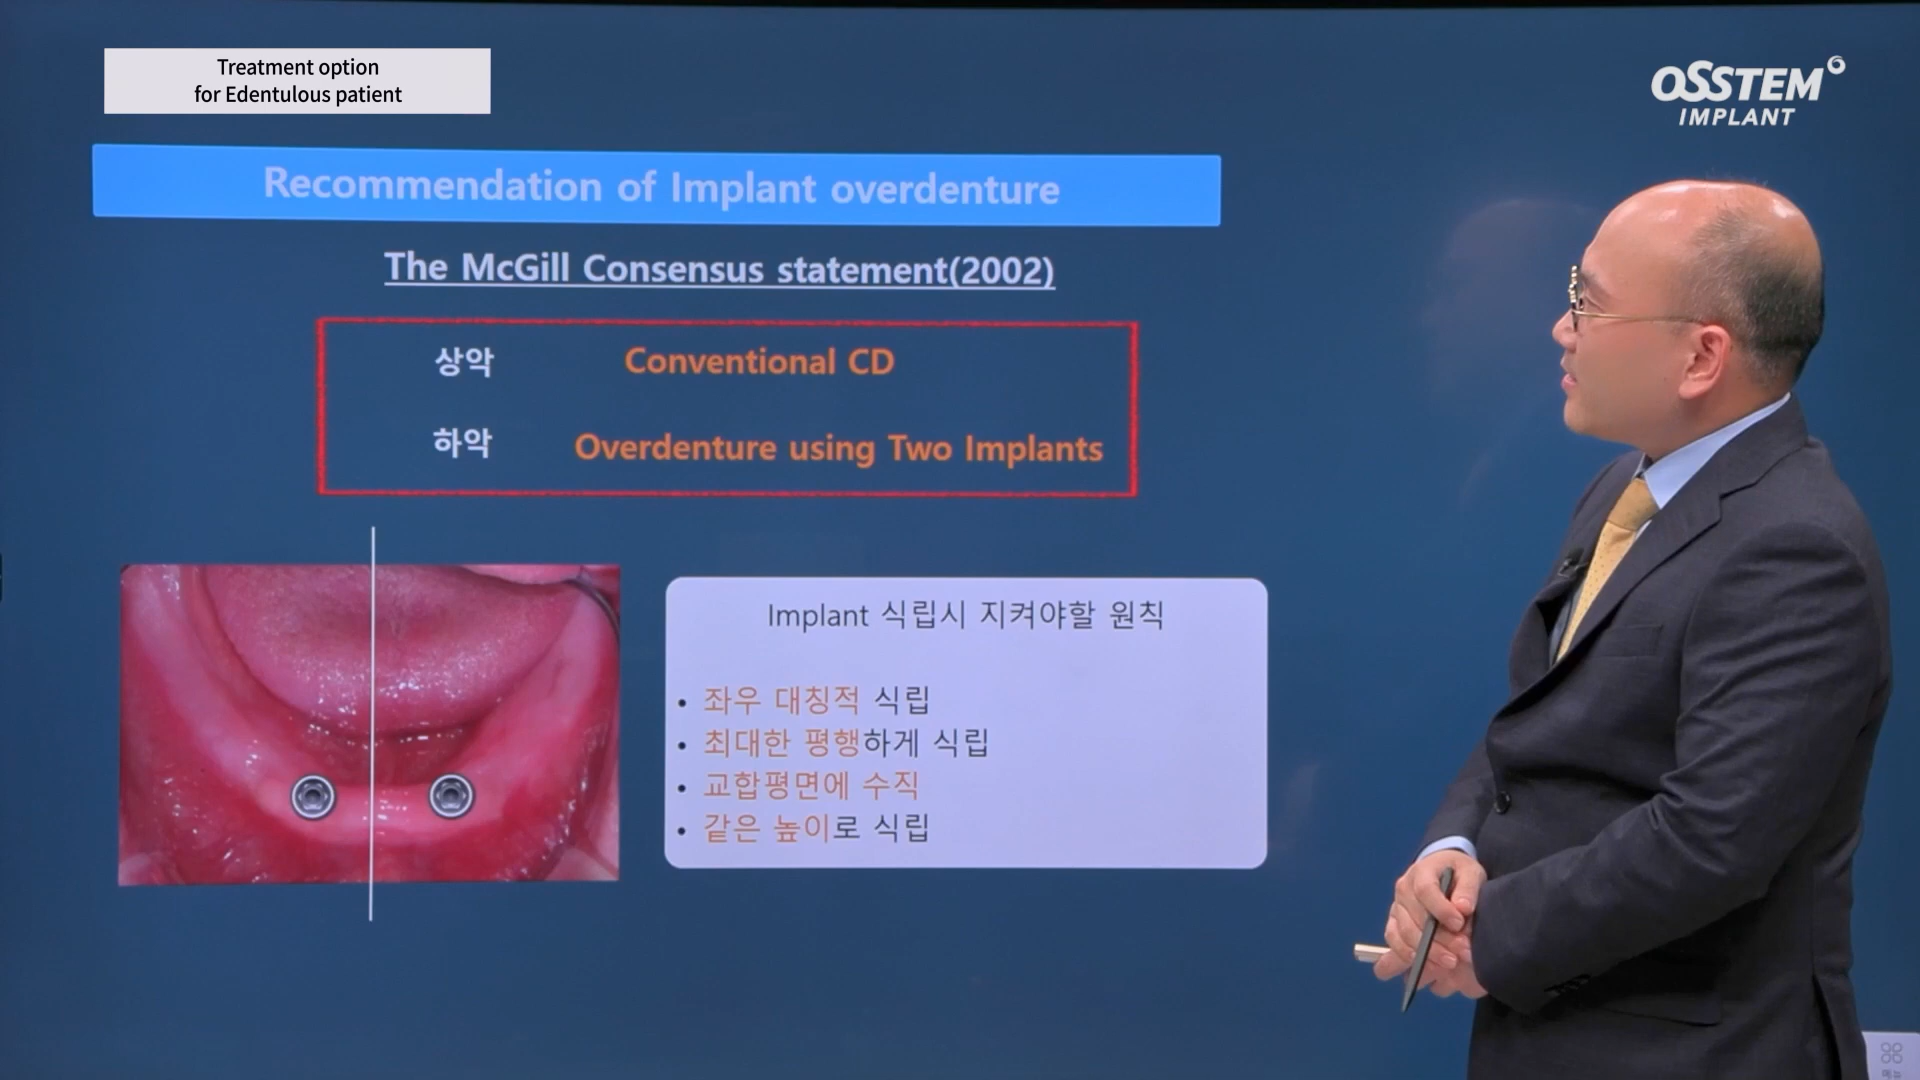 Treatment option
for Edentulous patient
OSSTEM
IMPLANT
Recommendation of Implant overdenture
The McGill Consensus statement(2002)
상악 Conventional CD
하악 Overdenture using Two Implants
Implant 식립시 지켜야할 원칙
• 좌우 대칭적 식립
• 최대한 평행하게 식립
• 교합평면에 수직
• 같은 높이로 식립
메뉴